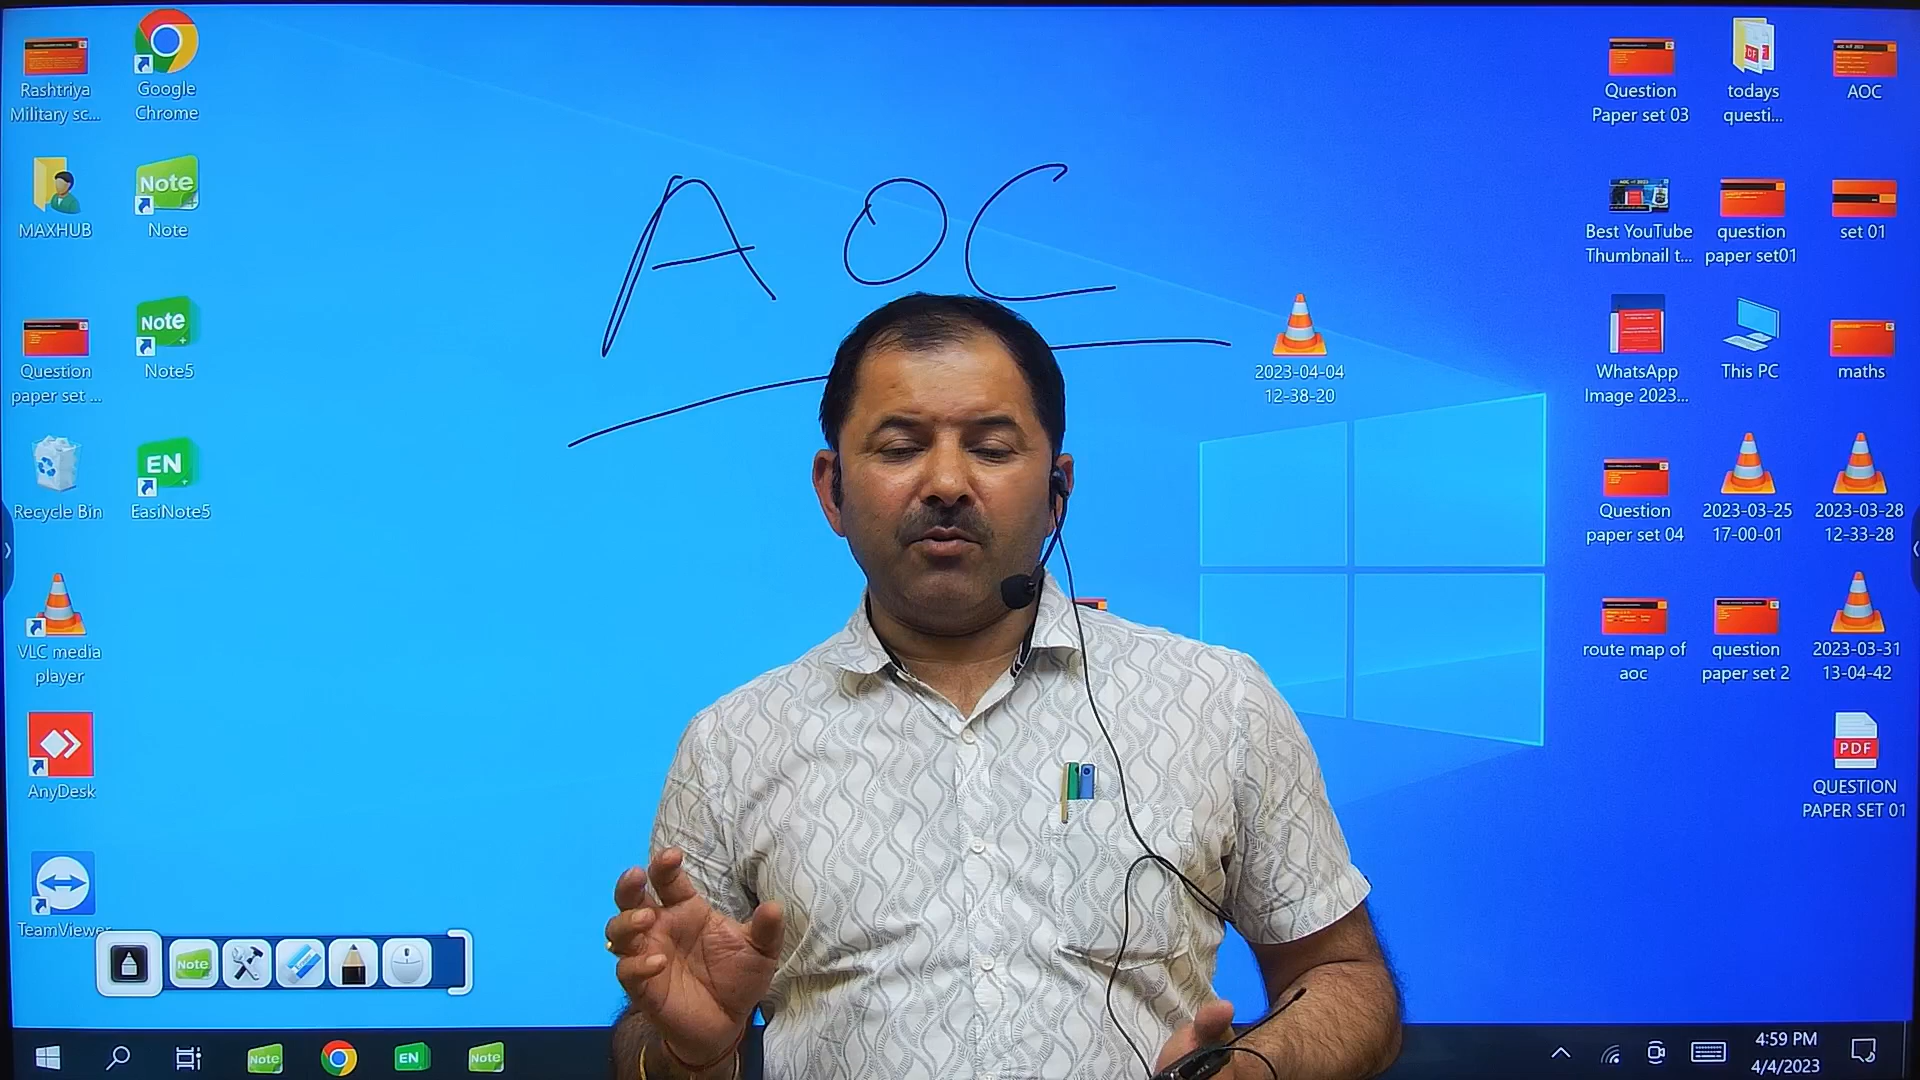 A OC
Rashtriya
Military sc...
Google
Chrome
MAXHUB
Note
Note
Question
paper set ...
Note
Note5
Recycle Bin
EN
EasiNote5
VLC media
player
AnyDesk
TeamViewer
2023-04-04
12-38-20
Question
Paper set 03
todays
questi...
AOC
Best YouTube
Thumbnail t...
question
paper set01
set 01
WhatsApp
Image 2023...
This PC
maths
Question
paper set 04
2023-03-25
17-00-01
2023-03-28
12-33-28
route map of
aoc
question
paper set 2
2023-03-31
13-04-42
PDF
QUESTION
PAPER SET 01
Note
Note
EN
Note
4:59 PM
4/4/2023